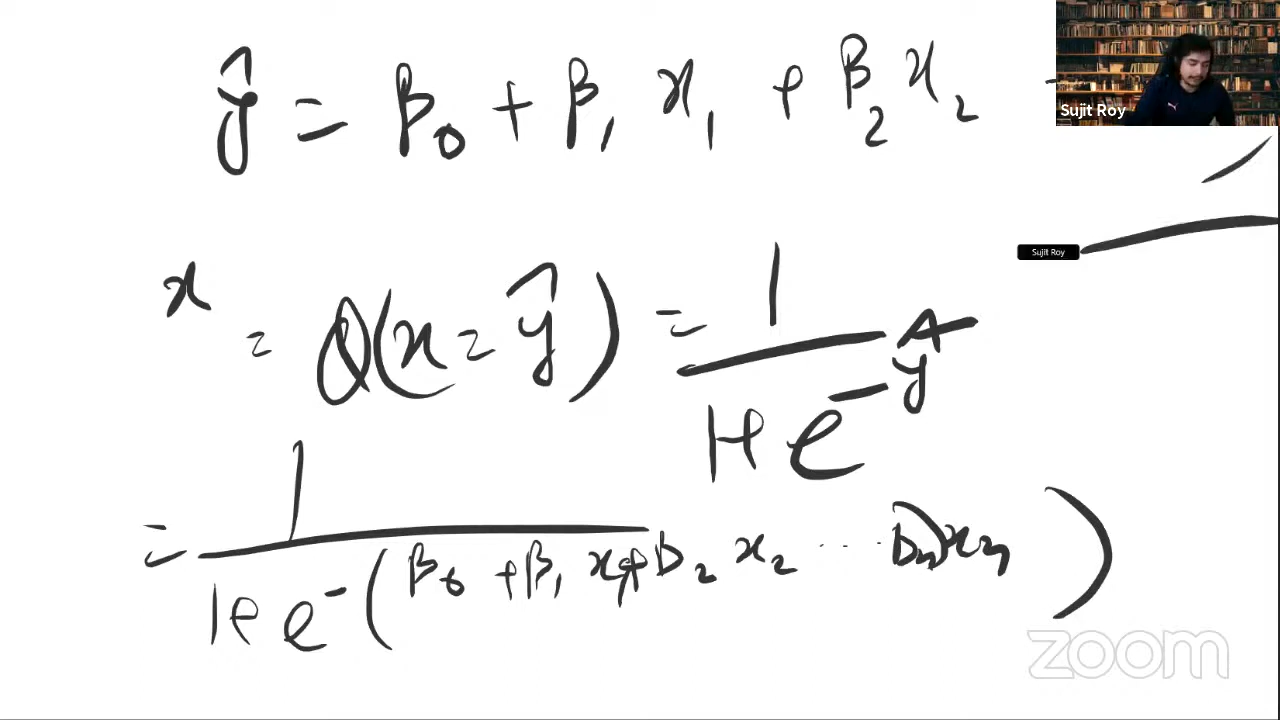 ŷ = β₀ + β₁ x₁ + β₂ x₂
Sujit Roy
Sujit Roy
x = Q(x = ŷ) = 1 / 1 + e^-ŷ
= 1 / 1 + e^-(β₀ + β₁ x₁ + β₂ x₂ ... βₙ xₙ)
zoom